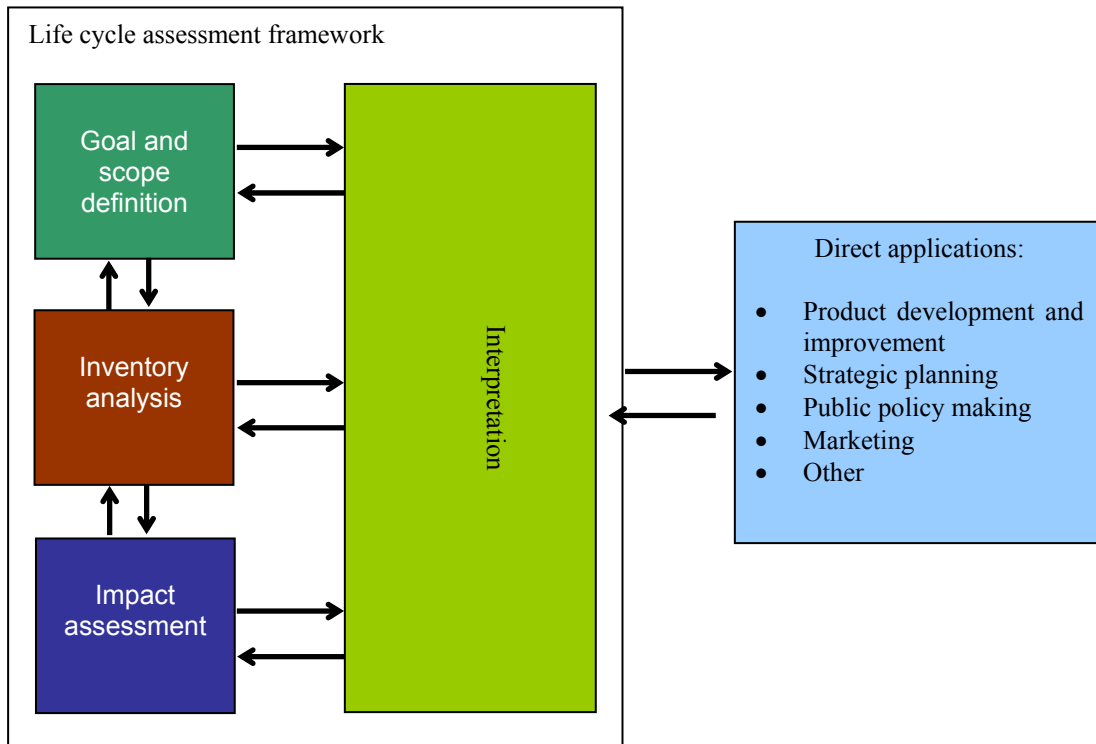 Life cycle assessment framework
Goal and
scope
definition
Inventory
analysis
Impact
assessment
Interpretation
Direct applications:
• Product development and
improvement
• Strategic planning
• Public policy making
• Marketing
• Other